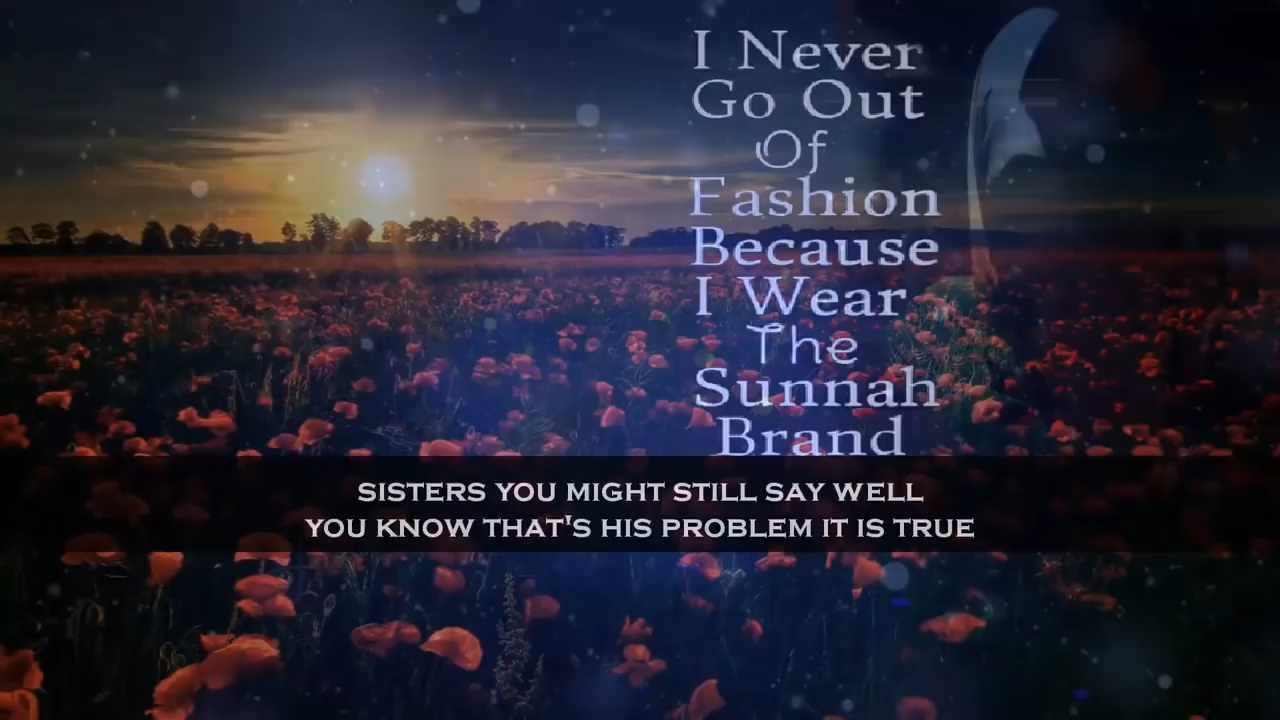 I Never
Go Out
Of
Fashion
Because
I Wear
The
Sunnah
Brand
SISTERS YOU MIGHT STILL SAY WELL
YOU KNOW THAT'S HIS PROBLEM IT IS TRUE